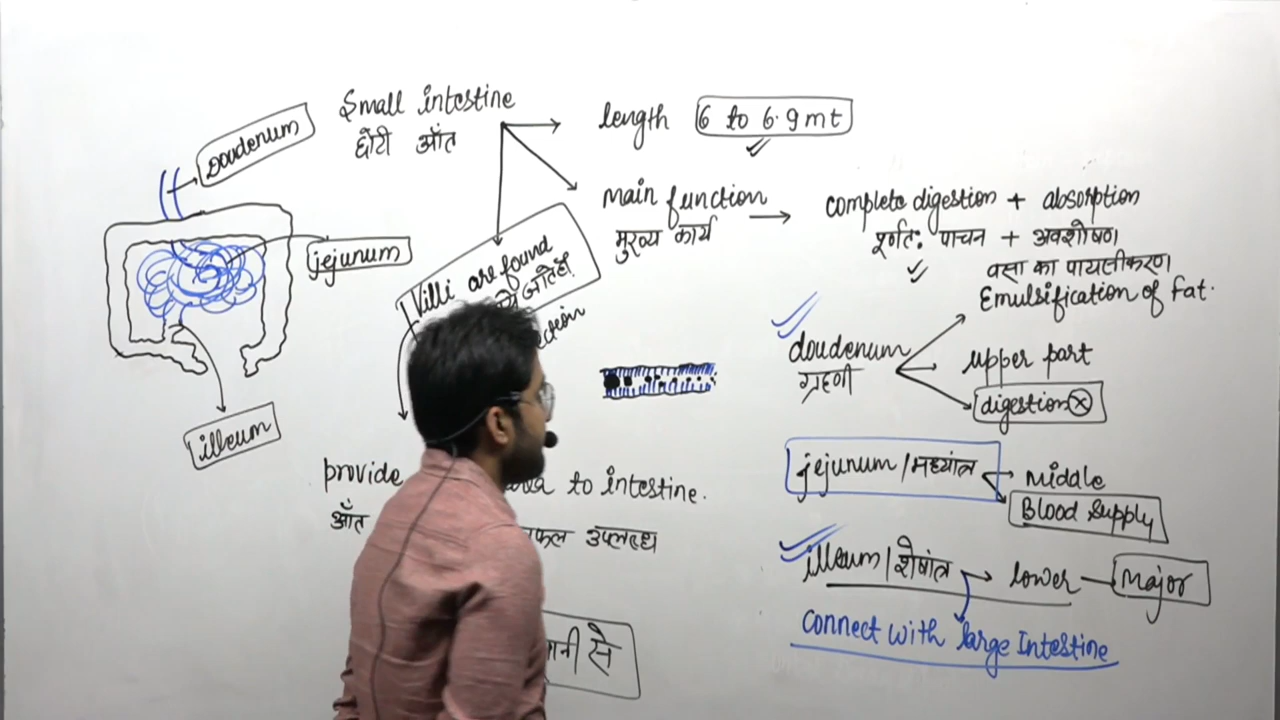 Small intestine
छोटी आँत
length 6 to 6.9mt
Doudenum
jejunum
illeum
main function
मुख्य कार्य
complete digestion + absorption
पूर्णतः पाचन + अवशोषण
वसा का पायसीकरण
Emulsification of fat.
Villi are found
जाते हैं
doudenum
ग्रहणी
upper part
digestion
provide
to intestine.
आँत
उपलब्ध
jejunum/मध्यांत्र
middle
Blood Supply
illeum/शेषांत्र
lower
major
connect with large Intestine
से